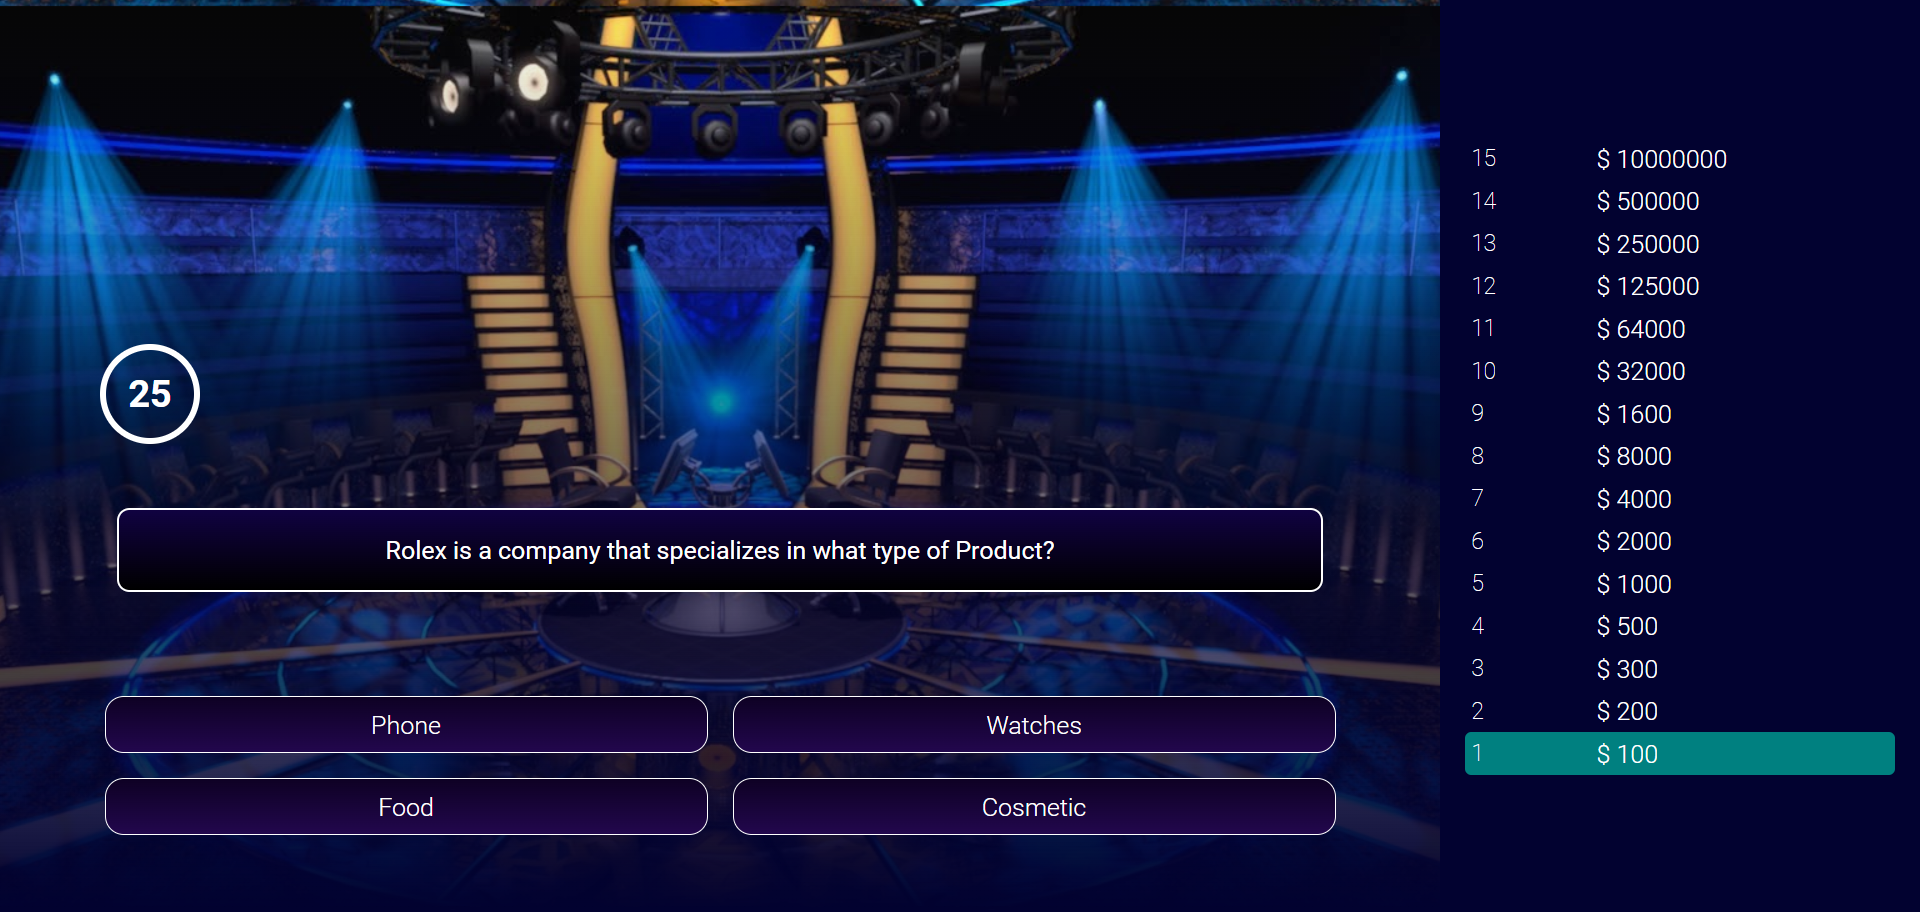 25
Rolex is a company that specializes in what type of Product?
Phone
Watches
Food
Cosmetic
15 $ 10000000
14 $ 500000
13 $ 250000
12 $ 125000
11 $ 64000
10 $ 32000
9 $ 1600
8 $ 8000
7 $ 4000
6 $ 2000
5 $ 1000
4 $ 500
3 $ 300
2 $ 200
1 $ 100